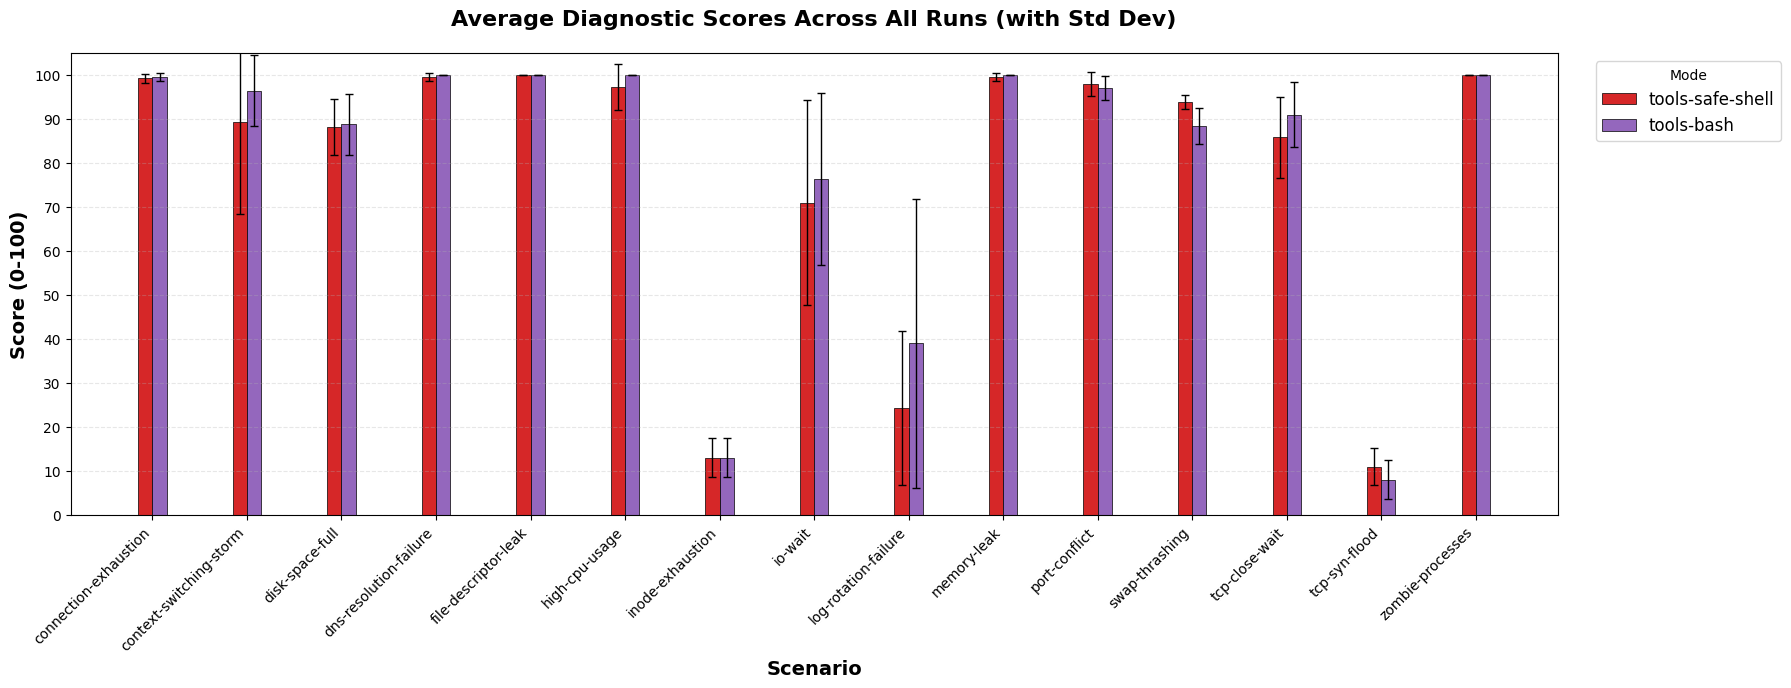 Average Diagnostic Scores Across All Runs (with Std Dev)
Score (0-100)
100
90
80
70
60
50
40
30
20
10
0
connection-exhaustion
context-switching-storm
disk-space-full
dns-resolution-failure
file-descriptor-leak
high-cpu-usage
inode-exhaustion
io-wait
log-rotation-failure
memory-leak
port-conflict
swap-thrashing
tcp-close-wait
tcp-syn-flood
zombie-processes
Scenario
Mode
tools-safe-shell
tools-bash